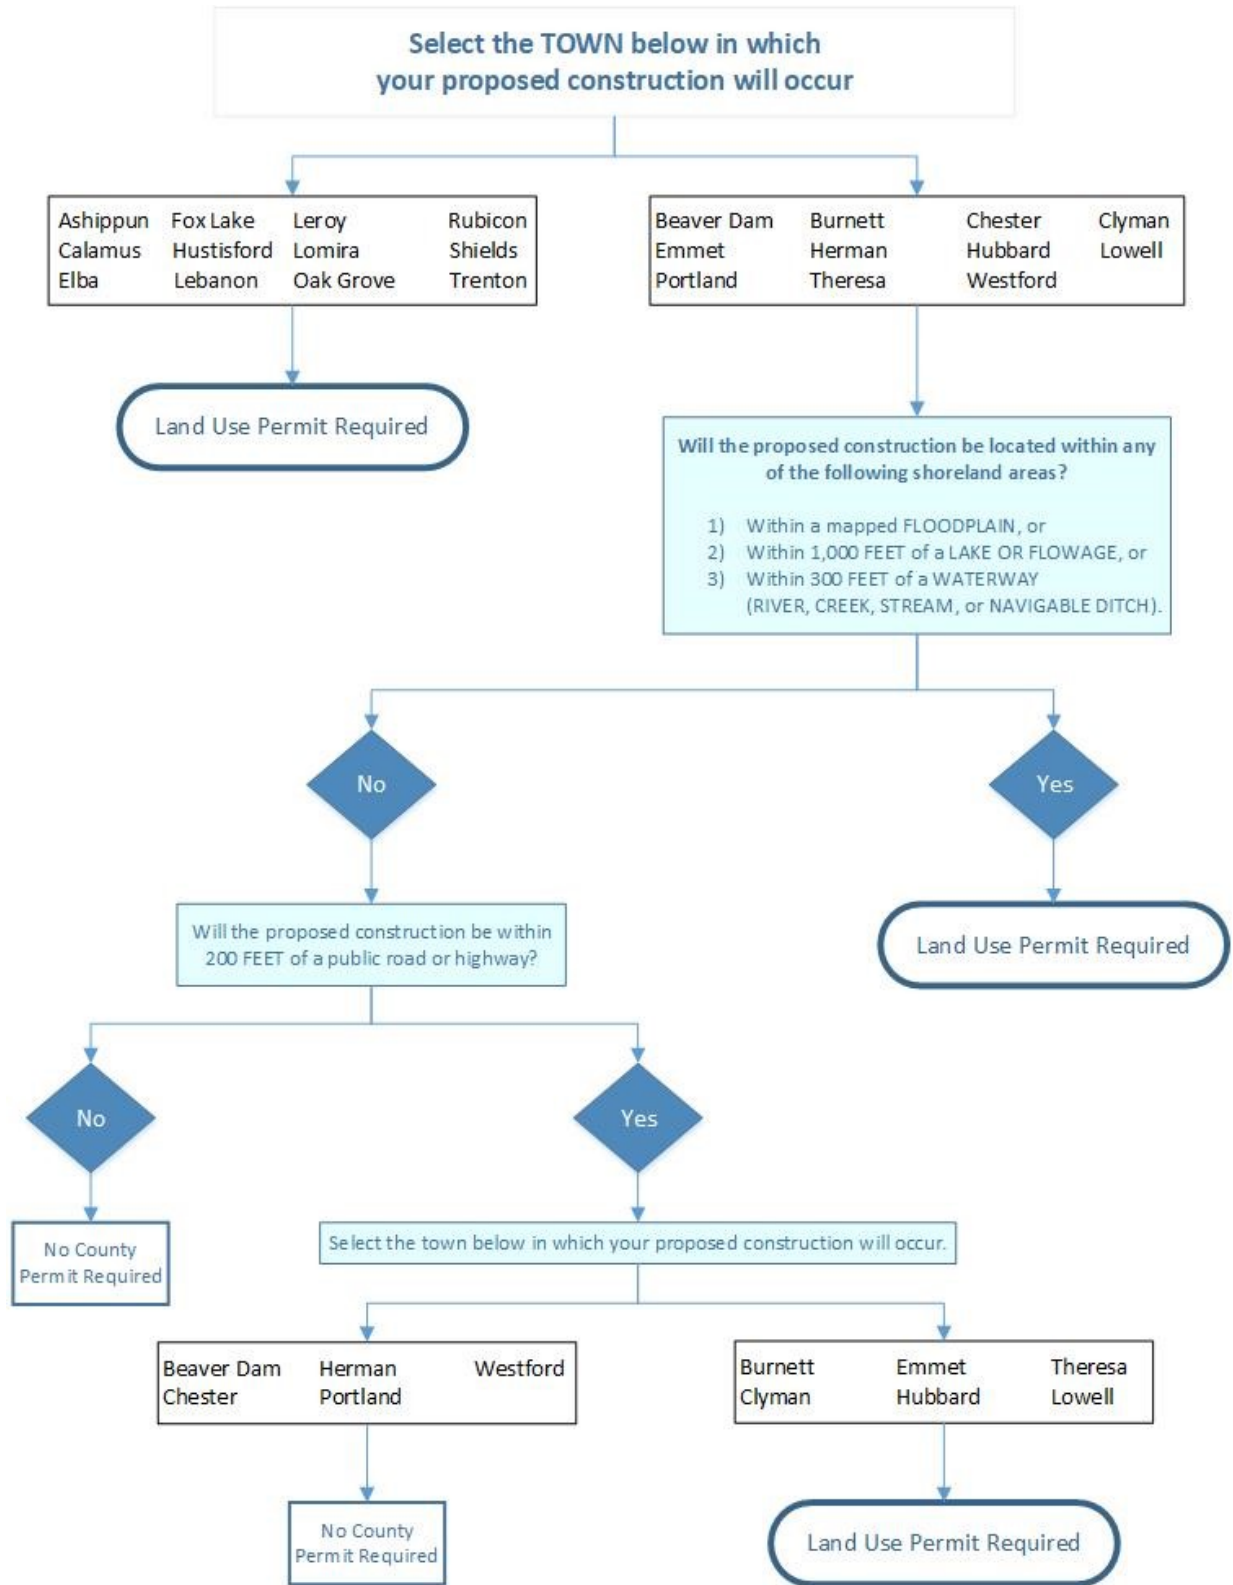 Select the TOWN below in which
your proposed construction will occur
Ashippun Fox Lake Leroy Rubicon
Calamus Hustisford Lomira Shields
Elba Lebanon Oak Grove Trenton
Beaver Dam Burnett Chester Clyman
Emmet Herman Hubbard Lowell
Portland Theresa Westford
Land Use Permit Required
Will the proposed construction be located within any
of the following shoreland areas?
1) Within a mapped FLOODPLAIN, or
2) Within 1,000 FEET of a LAKE OR FLOWAGE, or
3) Within 300 FEET of a WATERWAY
(RIVER, CREEK, STREAM, or NAVIGABLE DITCH).
No
Yes
Will the proposed construction be within
200 FEET of a public road or highway?
Land Use Permit Required
No
Yes
No County
Permit Required
Select the town below in which your proposed construction will occur.
Beaver Dam Herman Westford
Chester Portland
Burnett Emmet Theresa
Clyman Hubbard Lowell
No County
Permit Required
Land Use Permit Required